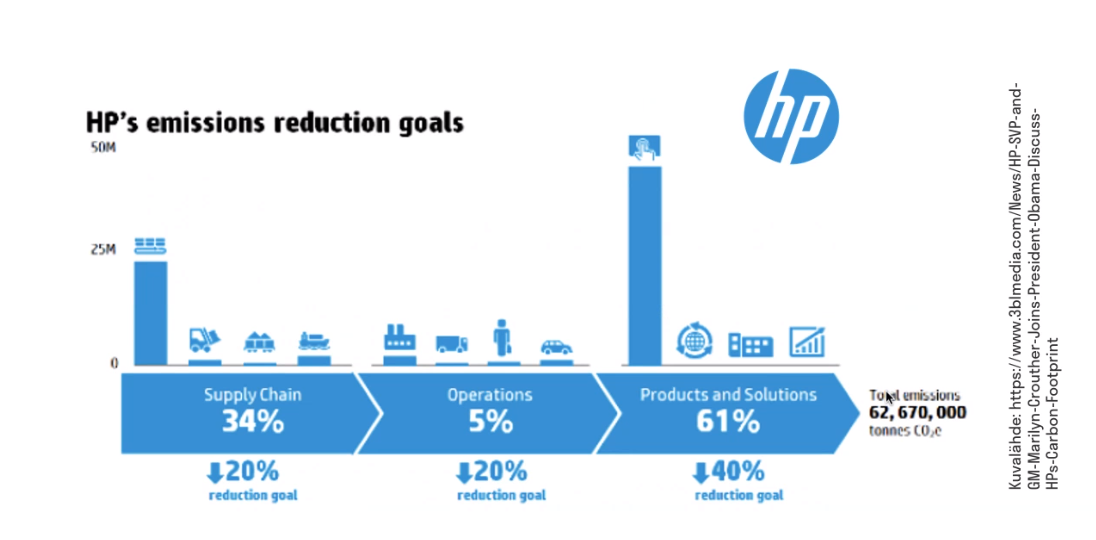 hp
HP's emissions reduction goals
50M
25M
0
Supply Chain
34%
Operations
5%
Products and Solutions
61%
Total emissions
62,670,000
tonnes CO₂e
20%
reduction goal
20%
reduction goal
40%
reduction goal
Kuvalähde: https://www.3blmedia.com/News/HP-SVP-and-
GM-Marilyn-Crouther-Joins-President-Obama-Discuss-
HPs-Carbon-Footprint